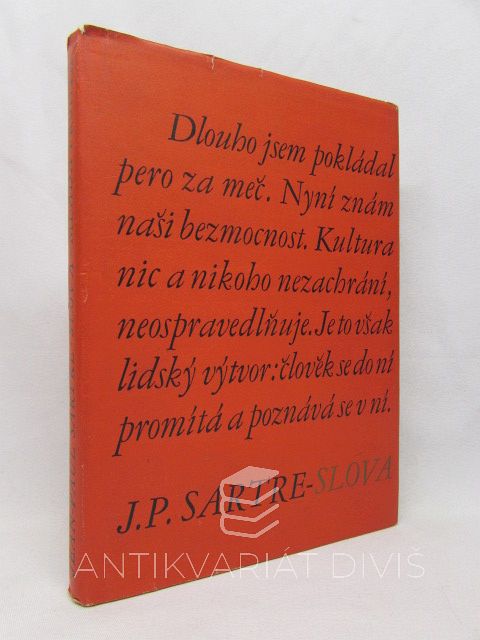 Dlouho jsem pokládal
pero za meč. Nyní znám
naši bezmocnost. Kultura
nic a nikoho nezachrání,
neospravedlňuje. Je to však
lidský výtvor: člověk se do ní
promítá a poznává se v ní.
J.P. SARTRE-SLOVA
ANTIKVARIÁT DIVIŠ